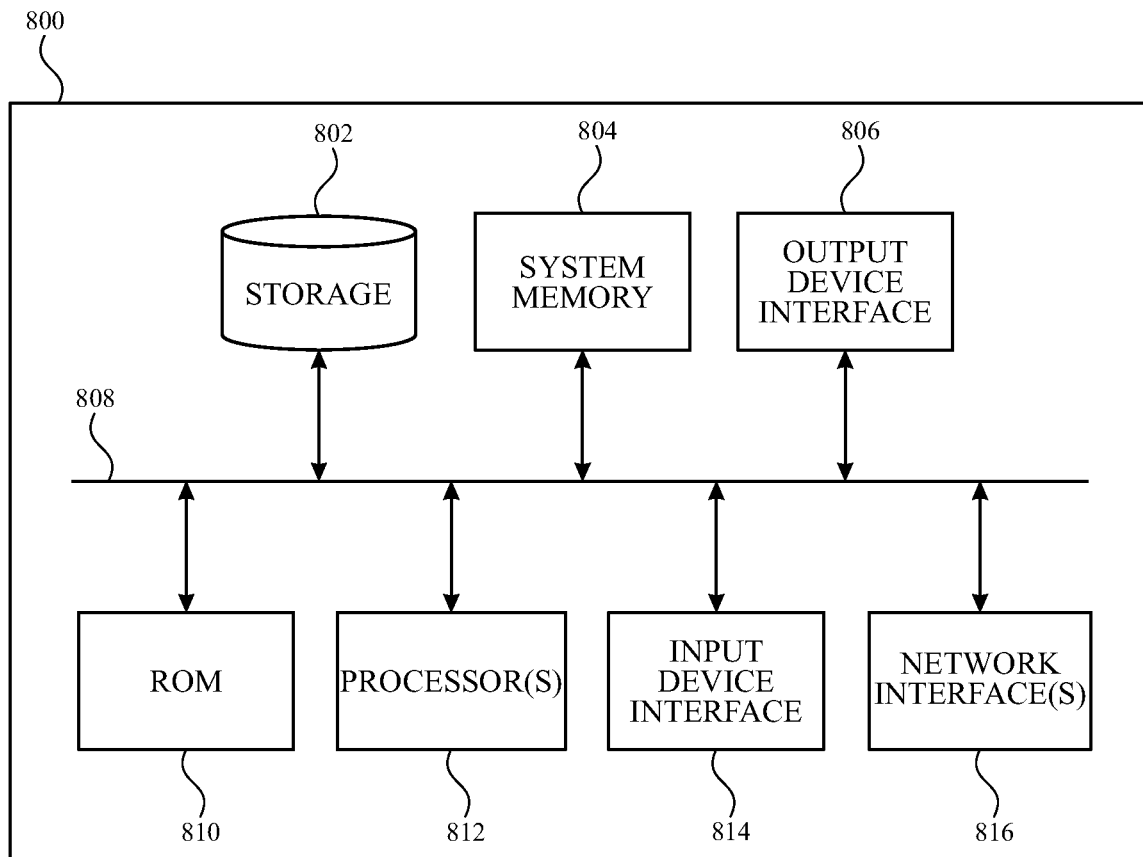 800
802
804
806
STORAGE
SYSTEM
MEMORY
OUTPUT
DEVICE
INTERFACE
808
ROM
PROCESSOR(S)
INPUT
DEVICE
INTERFACE
NETWORK
INTERFACE(S)
810
812
814
816